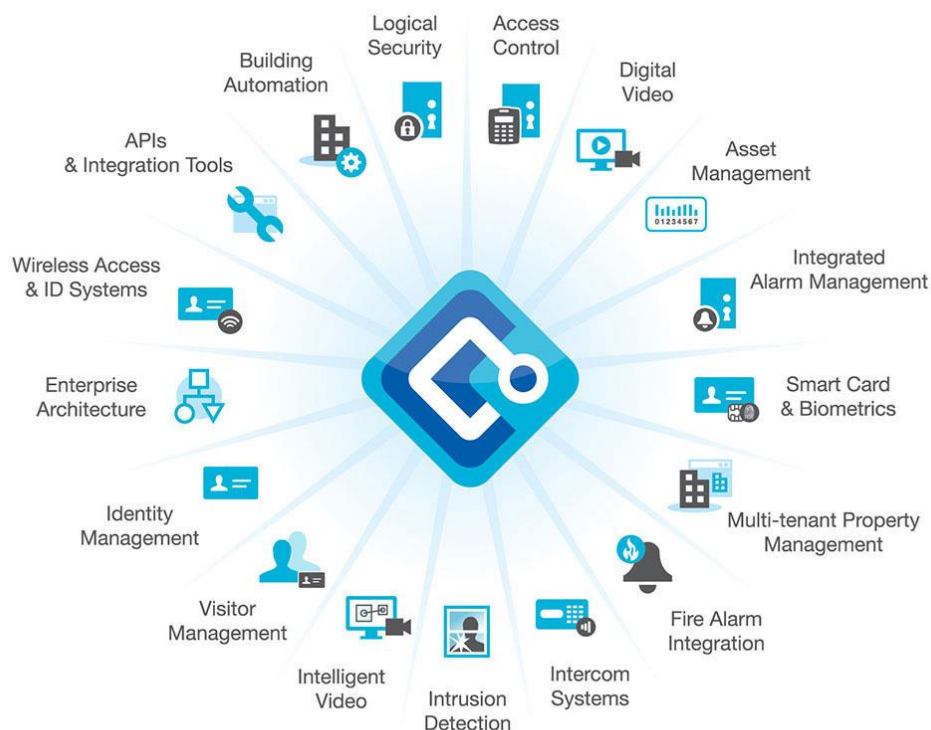 Logical
Security
Access
Control
Digital
Video
Asset
Management
01234567
Integrated
Alarm Management
Smart Card
& Biometrics
Multi-tenant Property
Management
Fire Alarm
Integration
Intercom
Systems
Intrusion
Detection
Intelligent
Video
Visitor
Management
Identity
Management
Enterprise
Architecture
Wireless Access
& ID Systems
APIs
& Integration Tools
Building
Automation